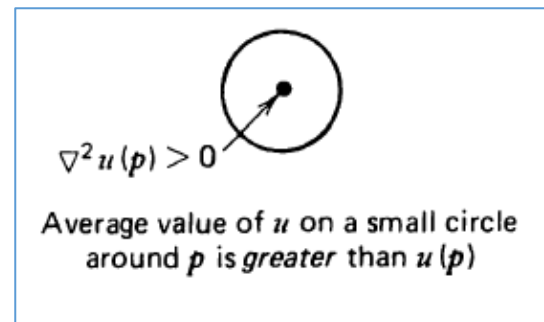 ∇²u(p) > 0
Average value of u on a small circle
around p is greater than u(p)